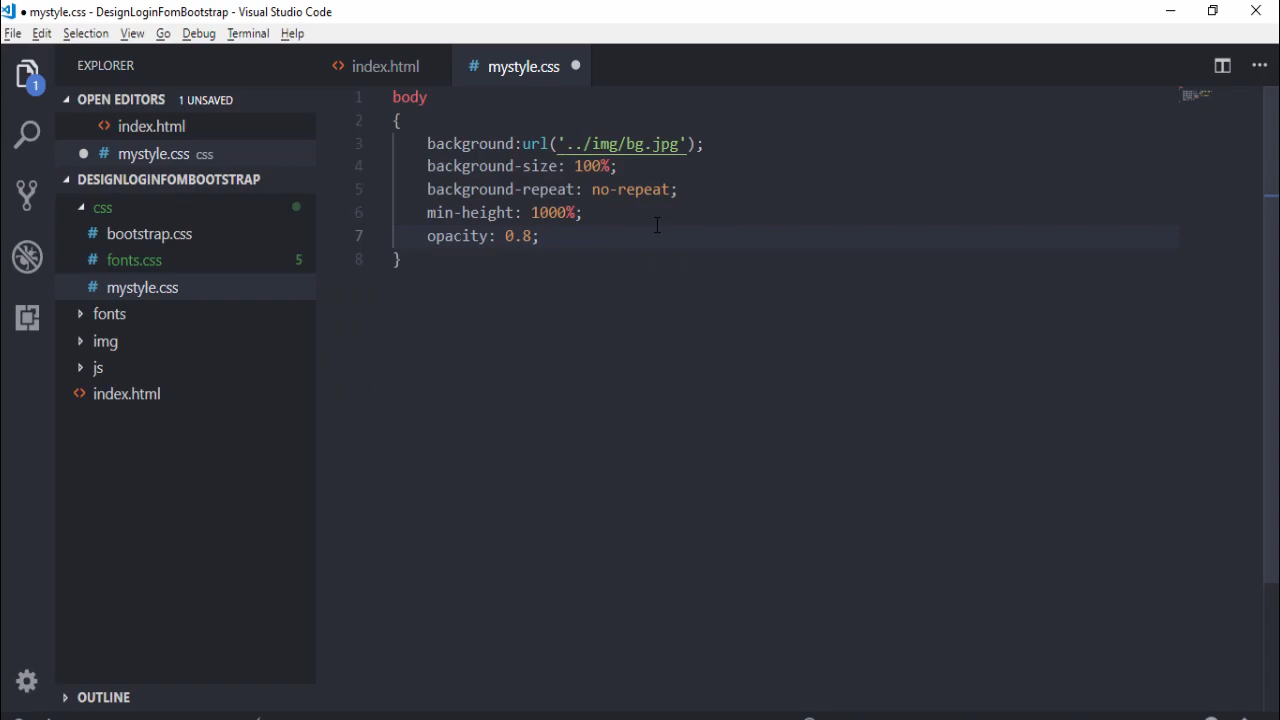 ● mystyle.css - DesignLoginFomBootstrap - Visual Studio Code
File Edit Selection View Go Debug Terminal Help
EXPLORER
index.html
# mystyle.css ●
OPEN EDITORS 1 UNSAVED
index.html
# mystyle.css css
DESIGNLOGINFOMBOOTSTRAP
css
# bootstrap.css
# fonts.css 5
# mystyle.css
fonts
img
js
index.html
OUTLINE
1
1 body
2 {
3 background:url('../img/bg.jpg');
4 background-size: 100%;
5 background-repeat: no-repeat;
6 min-height: 1000%;
7 opacity: 0.8;
8 }